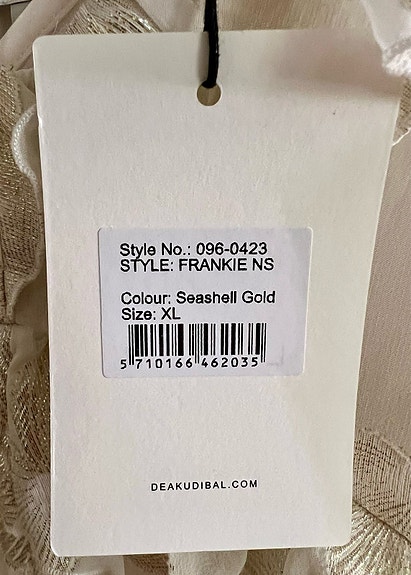 Style No.: 096-0423
STYLE: FRANKIE NS
Colour: Seashell Gold
Size: XL
5 710166 462035
DEAKUDIBAL.COM